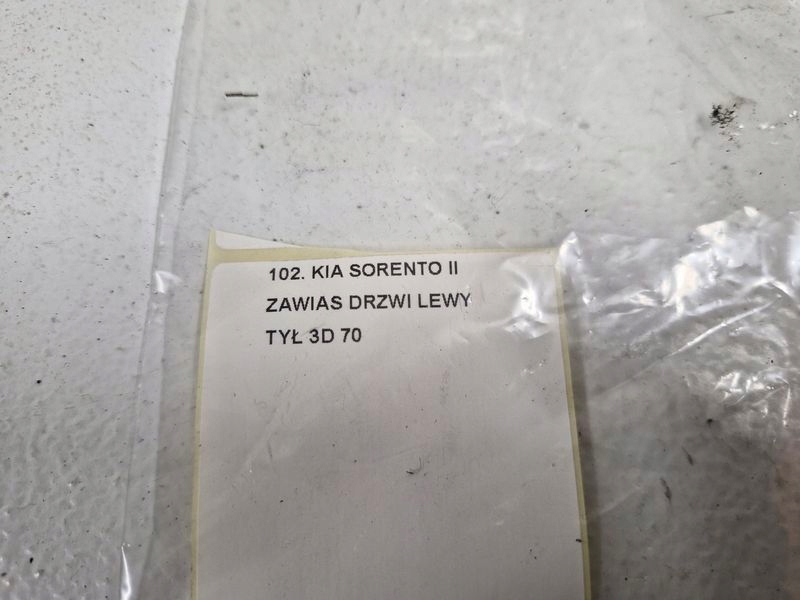 102. KIA SORENTO II
ZAWIAS DRZWI LEWY
TYŁ 3D 70